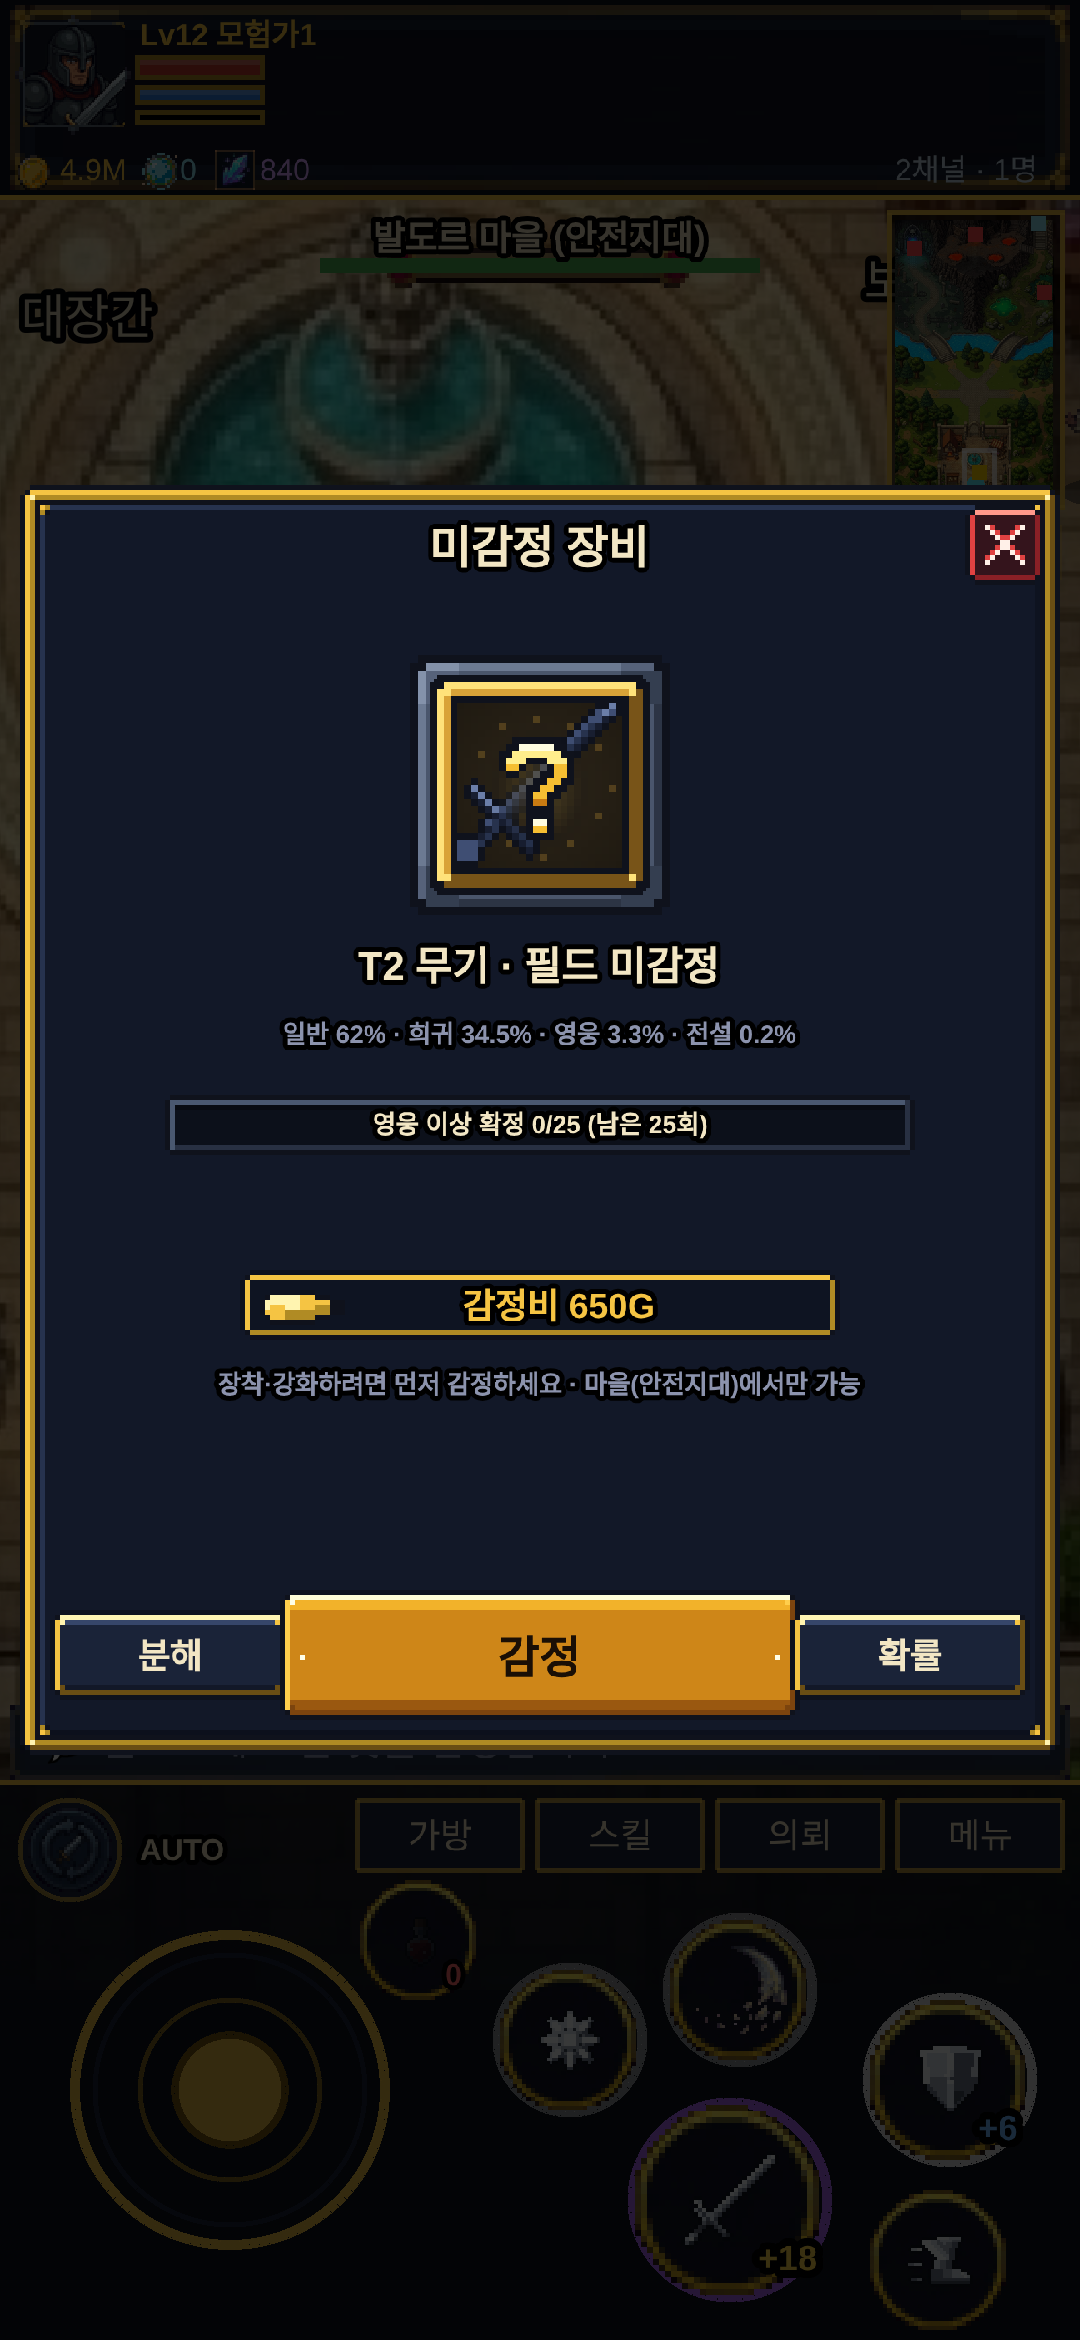 Lv12 모험가1
4.9M 0 840
2채널 · 1명
발도르 마을 (안전지대)
대장간
미감정 장비
T2 무기 · 필드 미감정
일반 62% · 희귀 34.5% · 영웅 3.3% · 전설 0.2%
영웅 이상 확정 0/25 (남은 25회)
감정비 650G
장착·강화하려면 먼저 감정하세요 · 마을(안전지대)에서만 가능
분해
감정
확률
AUTO
가방
스킬
의뢰
메뉴
0
+6
+18